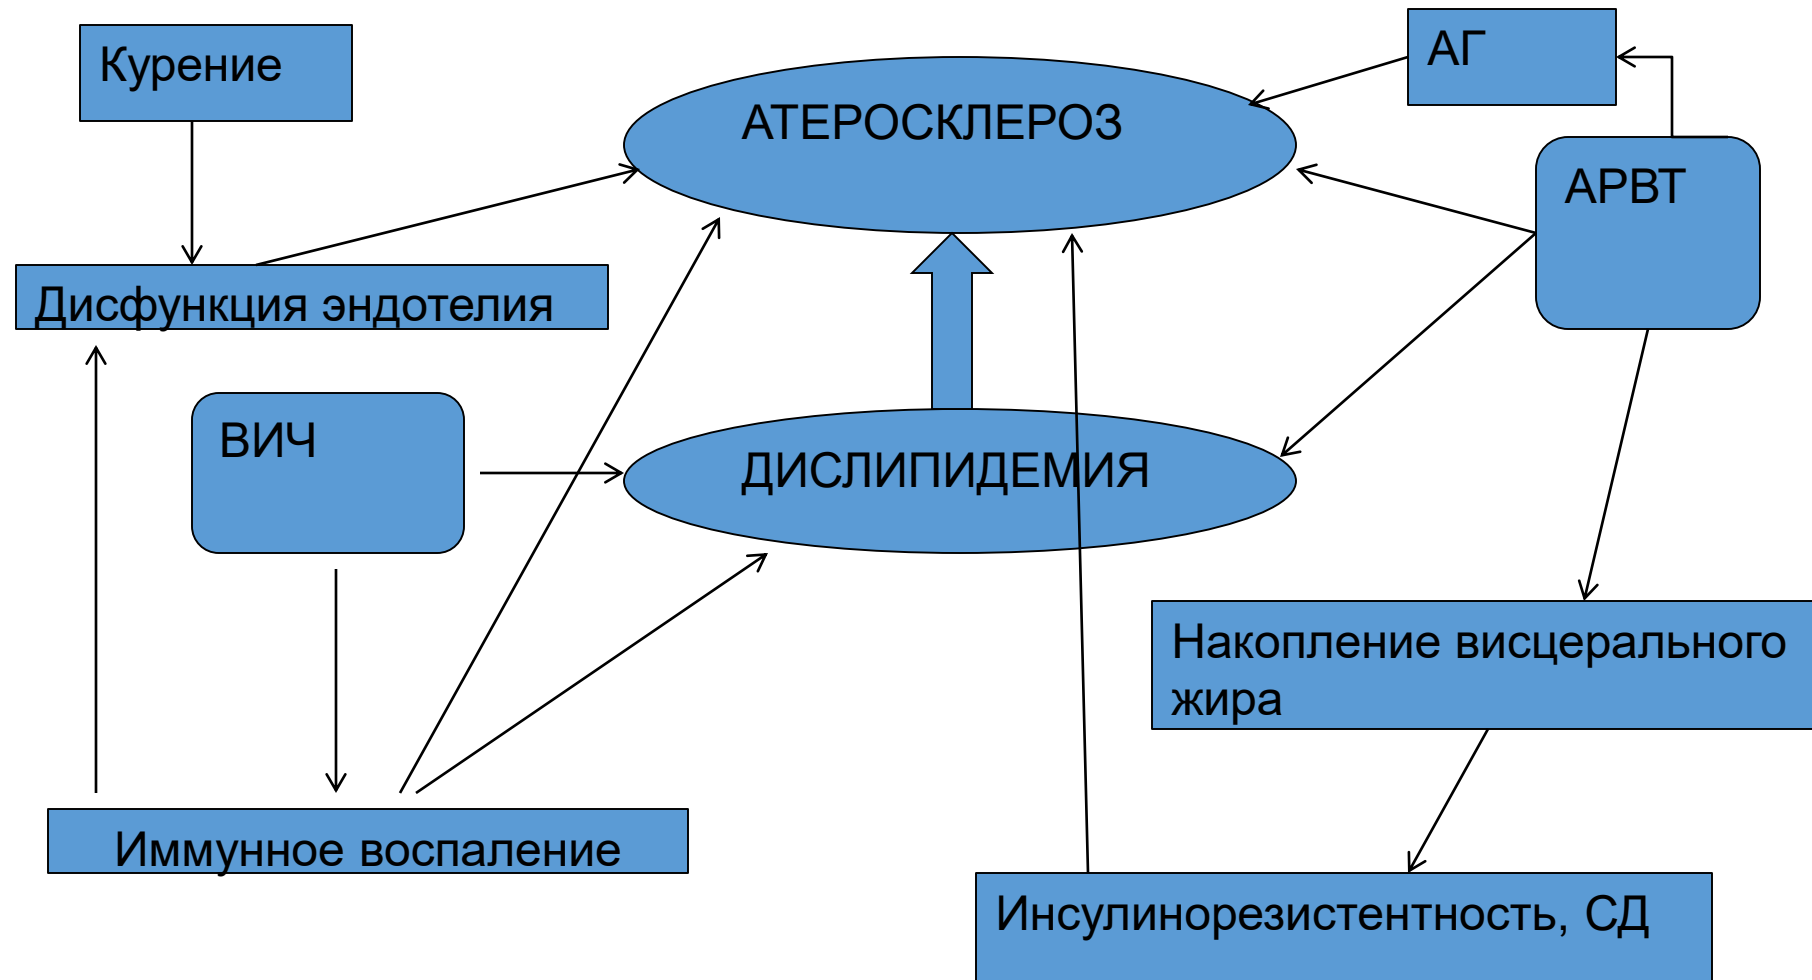 Курение
АТЕРОСКЛЕРОЗ
АГ
АРВТ
Дисфункция эндотелия
ВИЧ
ДИСЛИПИДЕМИЯ
Накопление висцерального
жира
Иммунное воспаление
Инсулинорезистентность, СД